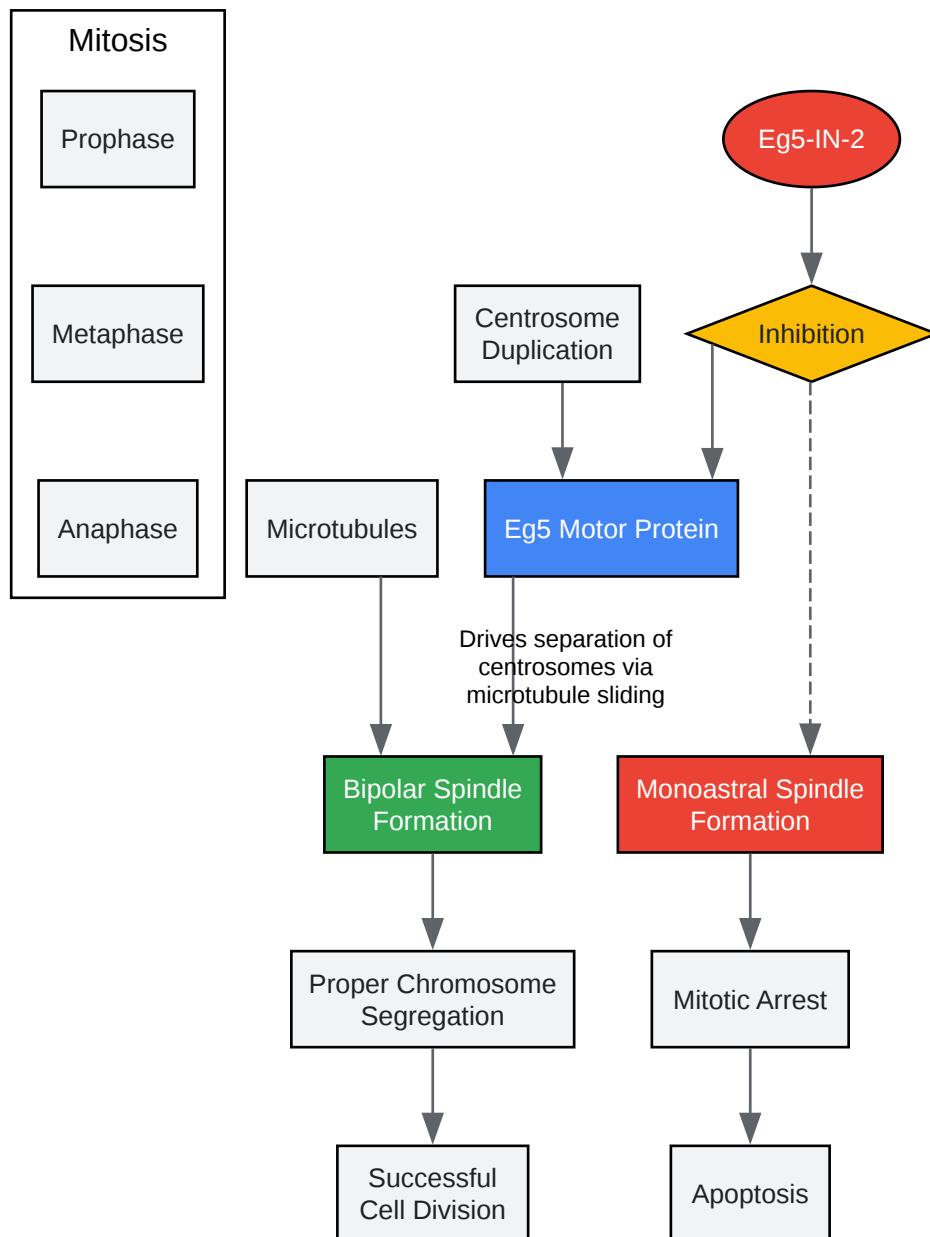 Mitosis
Prophase
Eg5-IN-2
Metaphase
Centrosome
Duplication
Inhibition
Anaphase
Microtubules
Eg5 Motor Protein
Drives separation of
centrosomes via
microtubule sliding
Bipolar Spindle
Formation
Monoastral Spindle
Formation
Proper Chromosome
Segregation
Mitotic Arrest
Successful
Cell Division
Apoptosis